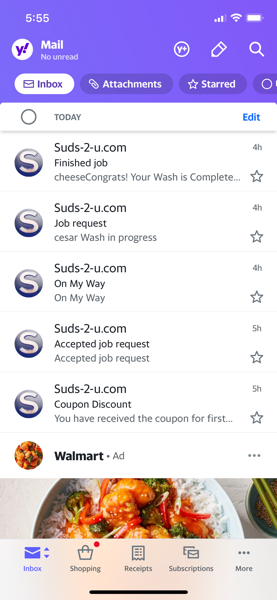 5:55
y!
Mail
No unread
y+
Inbox
Attachments
Starred
TODAY
Edit
S
Suds-2-u.com
4h
Finished job
cheeseCongrats! Your Wash is Complete...
S
Suds-2-u.com
4h
Job request
cesar Wash in progress
S
Suds-2-u.com
4h
On My Way
On My Way
S
Suds-2-u.com
5h
Accepted job request
Accepted job request
S
Suds-2-u.com
5h
Coupon Discount
You have received the coupon for first...
Walmart • Ad
Inbox
Shopping
Receipts
Subscriptions
More